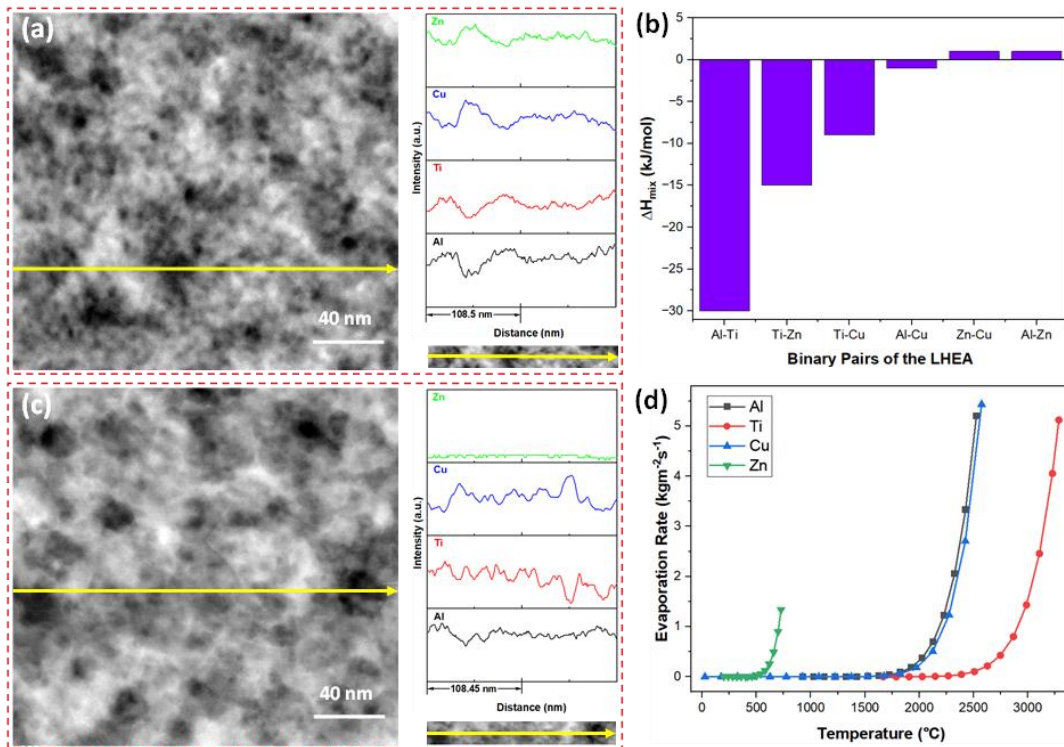 (a)
40 nm
Zn
Cu
Ti
Al
Intensity (a.u.)
108.5 nm
Distance (nm)
(b)
5
0
−5
−10
−15
−20
−25
−30
ΔHmix (kJ/mol)
Al-Ti
Ti-Zn
Ti-Cu
Al-Cu
Zn-Cu
Al-Zn
Binary Pairs of the LHEA
(c)
40 nm
Zn
Cu
Ti
Al
Intensity (a.u.)
108.45 nm
Distance (nm)
(d)
Al
Ti
Cu
Zn
5
4
3
2
1
0
Evaporation Rate (kgm-2s-1)
0
500
1000
1500
2000
2500
3000
Temperature (°C)